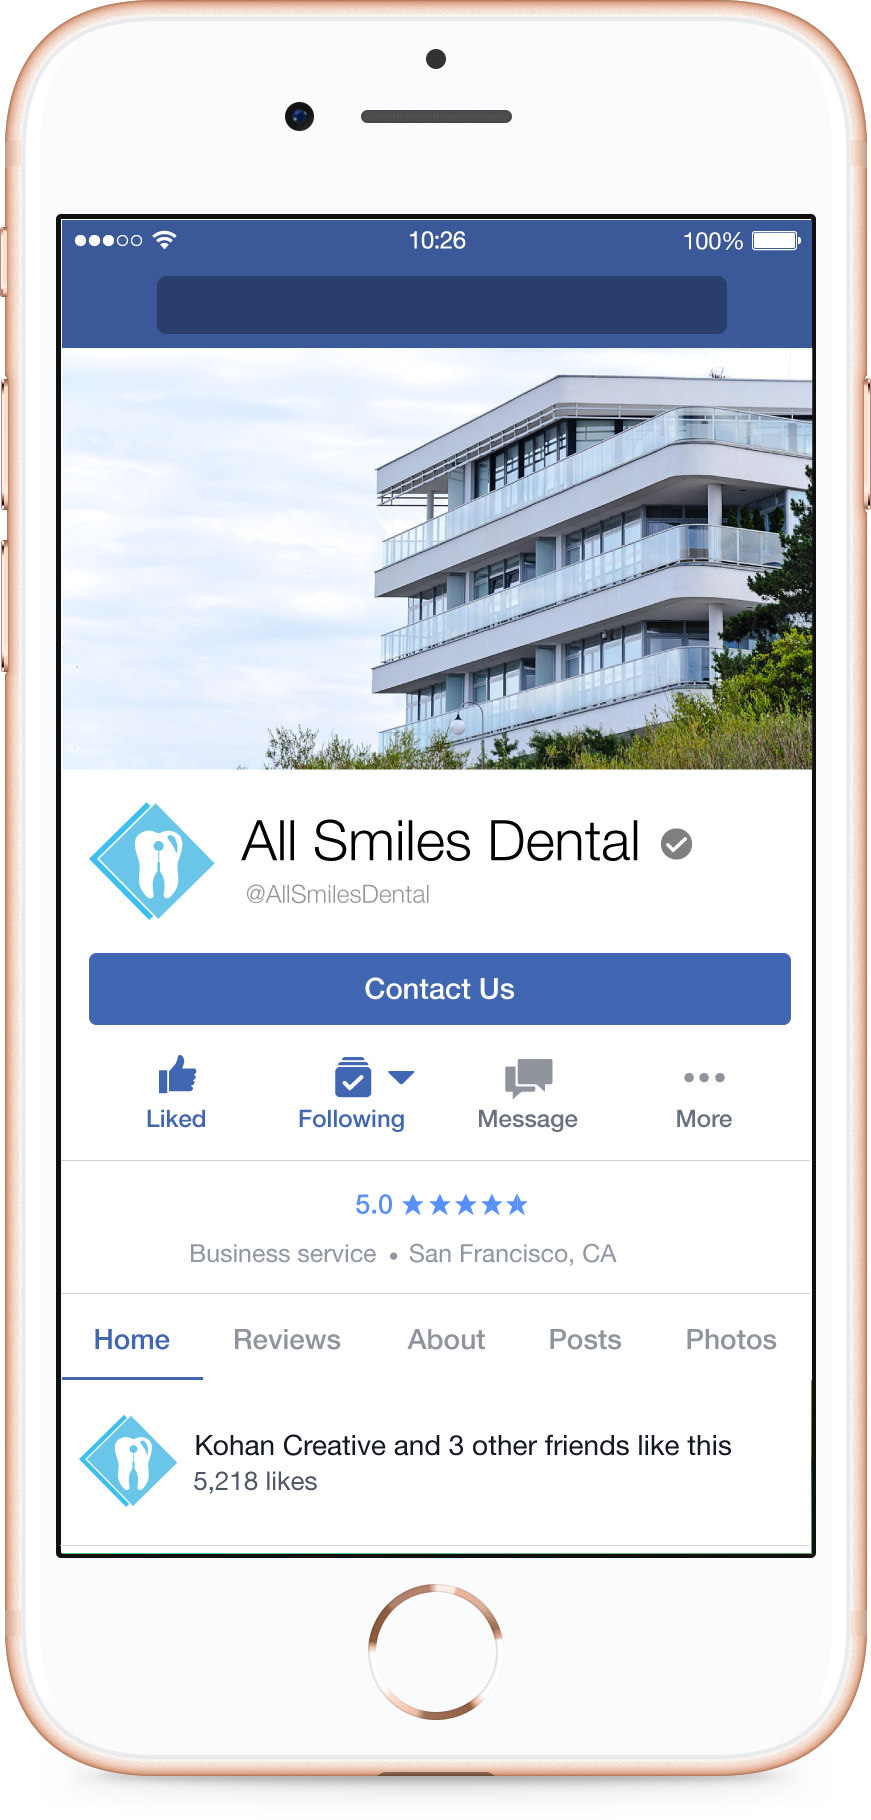 10:26 100%
All Smiles Dental
@AllSmilesDental
Contact Us
Liked Following Message More
5.0
Business service • San Francisco, CA
Home Reviews About Posts Photos
Kohan Creative and 3 other friends like this
5,218 likes